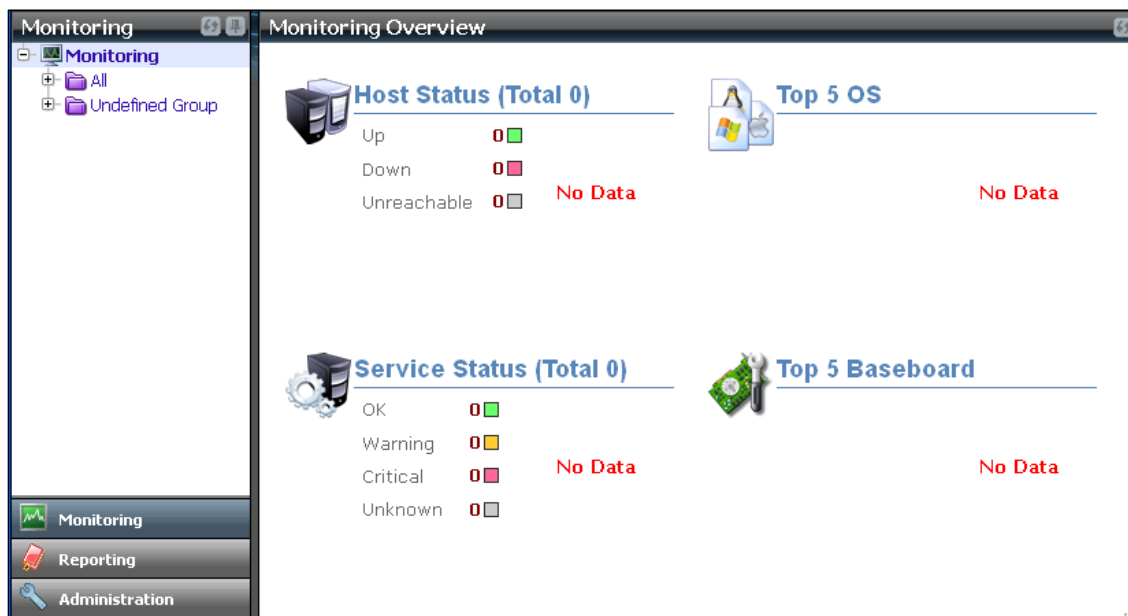 Monitoring
Monitoring
All
Undefined Group
Monitoring
Reporting
Administration
Monitoring Overview
Host Status (Total 0)
Up 0
Down 0
Unreachable 0
No Data
Top 5 OS
No Data
Service Status (Total 0)
OK 0
Warning 0
Critical 0
Unknown 0
No Data
Top 5 Baseboard
No Data